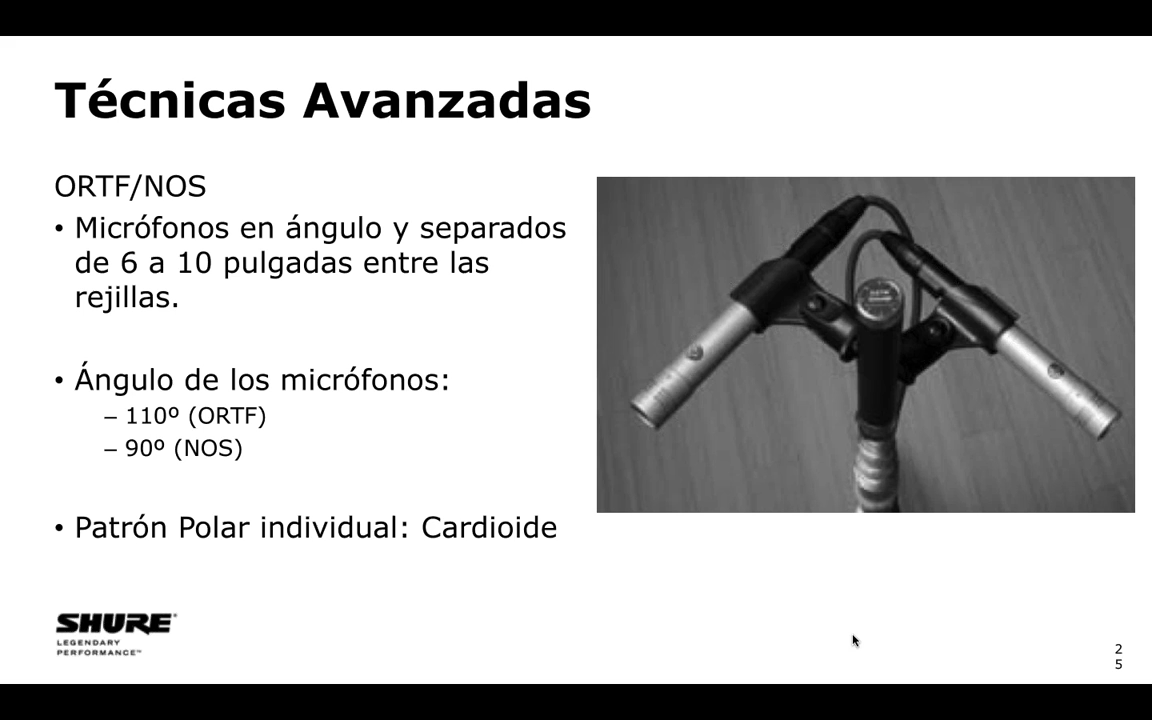 Técnicas Avanzadas
ORTF/NOS
• Micrófonos en ángulo y separados
de 6 a 10 pulgadas entre las
rejillas.
• Ángulo de los micrófonos:
– 110º (ORTF)
– 90º (NOS)
• Patrón Polar individual: Cardioide
SHURE
LEGENDARY
PERFORMANCE™
2
5